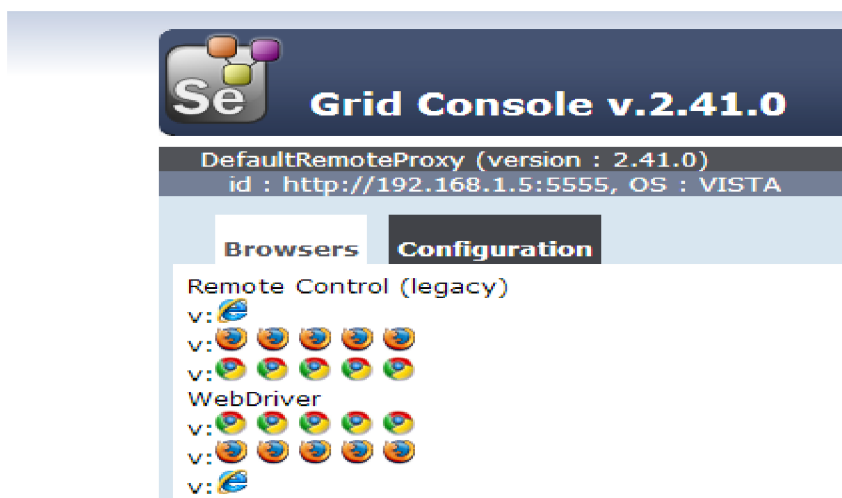 Se
Grid Console v.2.41.0
DefaultRemoteProxy (version : 2.41.0)
id : http://192.168.1.5:5555, OS : VISTA
Browsers Configuration
Remote Control (legacy)
v:
v:
v:
WebDriver
v:
v:
v: